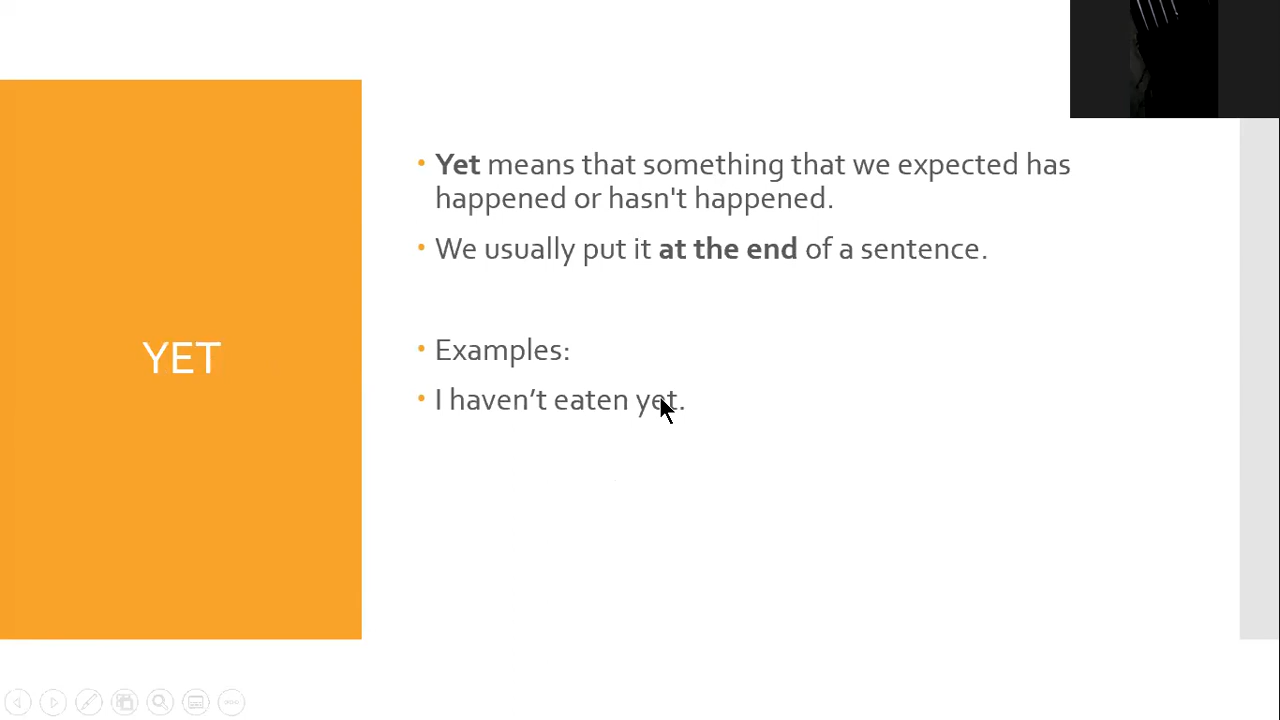 YET
Yet means that something that we expected has
happened or hasn't happened.
We usually put it at the end of a sentence.
Examples:
I haven’t eaten yet.